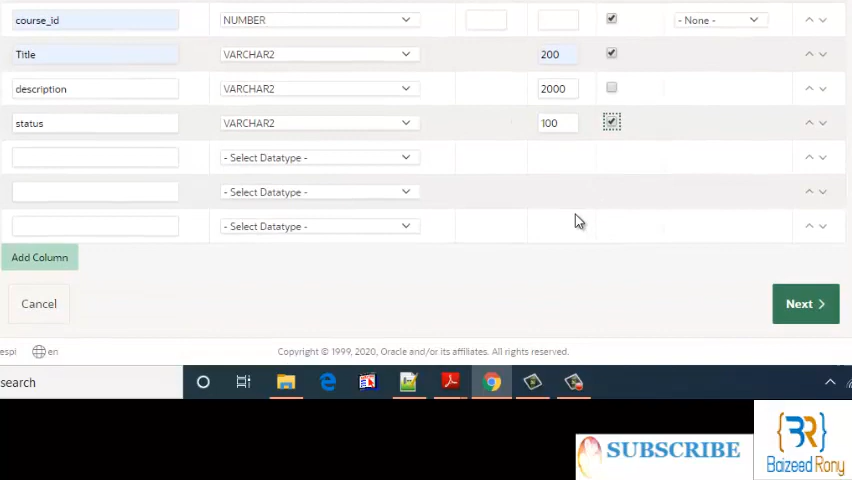 course_id NUMBER - None -
Title VARCHAR2 200
description VARCHAR2 2000
status VARCHAR2 100
- Select Datatype -
- Select Datatype -
- Select Datatype -
Add Column
Cancel Next
espi en Copyright © 1999, 2020, Oracle and/or its affiliates. All rights reserved.
search
SUBSCRIBE
{BR}
Baizeed Rony